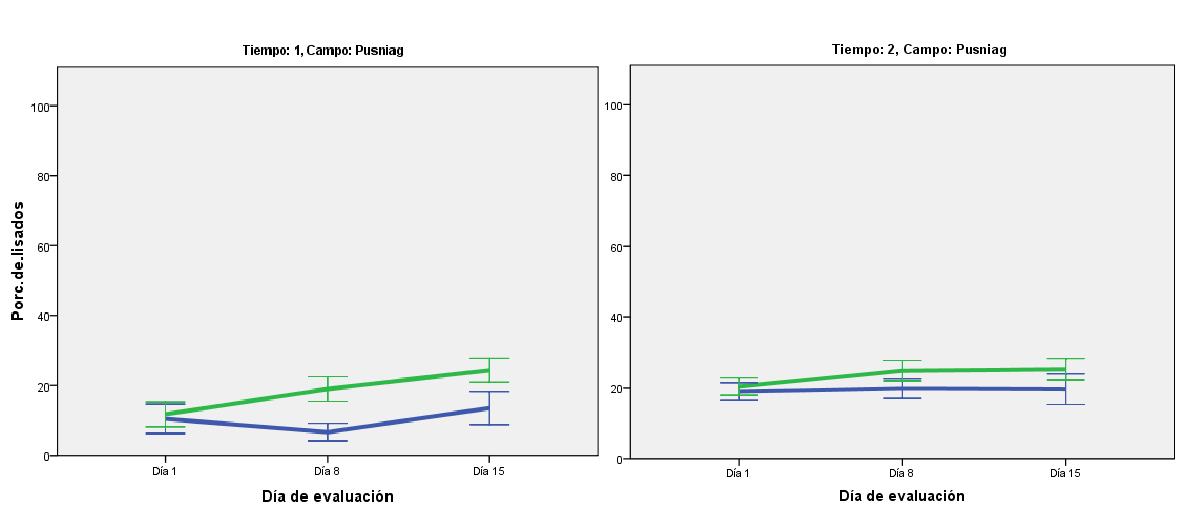 Tiempo: 1, Campo: Pusniag
Porc.de.lisados
100
80
60
40
20
0
Día 1
Día 8
Día 15
Día de evaluación
Tiempo: 2, Campo: Pusniag
100
80
60
40
20
0
Día 1
Día 8
Día 15
Día de evaluación